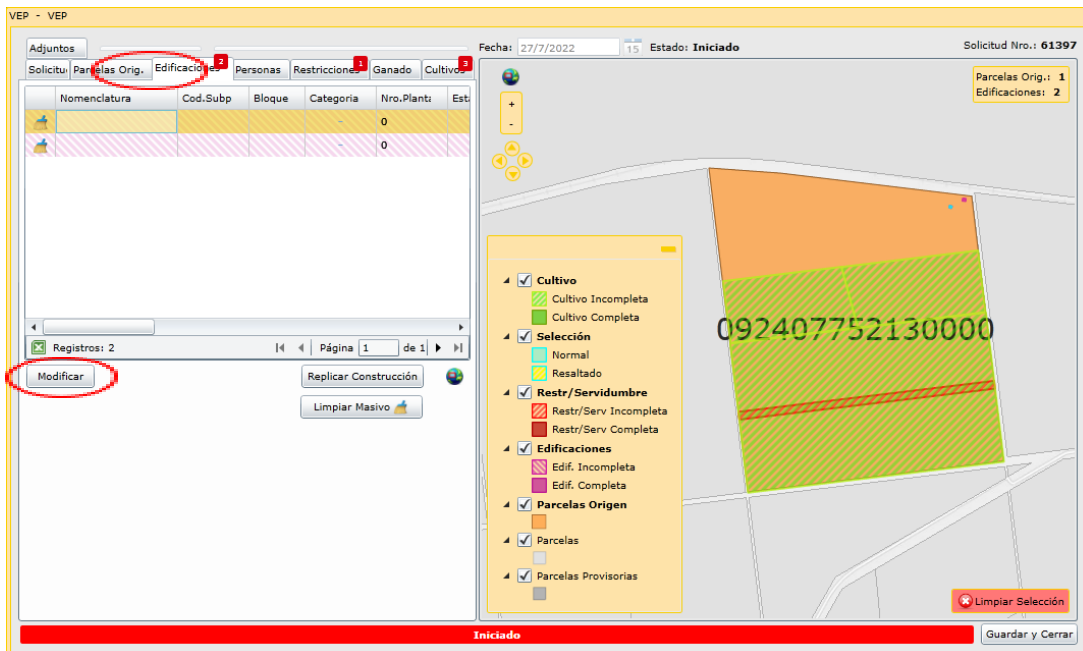 VEP - VEP
Adjuntos
Fecha: 27/7/2022 15 Estado: Iniciado
Solicitud Nro.: 61397
Solicitu Parcelas Orig. Edificaciones 2 Personas Restricciones 1 Ganado Cultivos 3
Nomenclatura Cod.Subp Bloque Categoria Nro.Planta Est
- 0
- 0
Registros: 2 Página 1 de 1
Modificar Replicar Construcción
Limpiar Masivo
+
-
Parcelas Orig.: 1
Edificaciones: 2
092407752130000
Cultivo
Cultivo Incompleta
Cultivo Completa
Selección
Normal
Resaltado
Restr/Servidumbre
Restr/Serv Incompleta
Restr/Serv Completa
Edificaciones
Edif. Incompleta
Edif. Completa
Parcelas Origen
Parcelas
Parcelas Provisorias
Limpiar Selección
Iniciado
Guardar y Cerrar